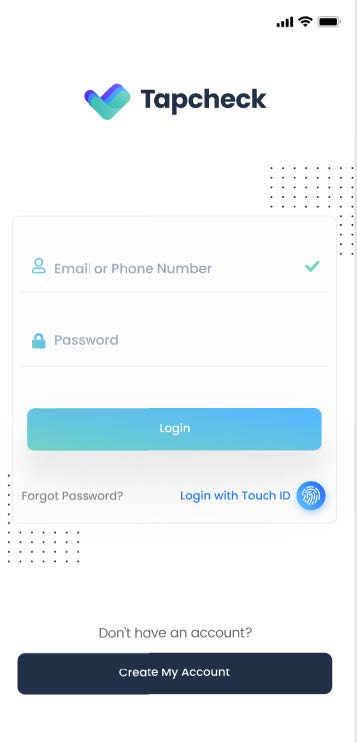 Tapcheck
Email or Phone Number
Password
Login
Forgot Password? Login with Touch ID
Don't have an account?
Create My Account